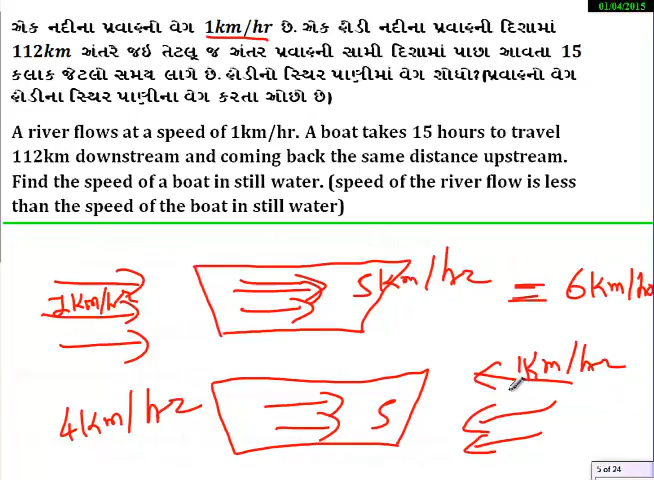 01/04/2015
એક નદીના પ્રવાહનો વેગ 1km/hr છે. એક હોડી નદીના પ્રવાહની દિશામાં
112km અંતરે જઇ તેટલૂ જ અંતર પ્રવાહની સામી દિશામાં પાછા આવતા 15
કલાક જેટલો સમય લાગે છે. હોડીનો સ્થિર પાણીમાં વેગ શોધો?(પ્રવાહનો વેગ
હોડીના સ્થિર પાણીના વેગ કરતા ઓછો છે)
A river flows at a speed of 1km/hr. A boat takes 15 hours to travel
112km downstream and coming back the same distance upstream.
Find the speed of a boat in still water. (speed of the river flow is less
than the speed of the boat in still water)
1km/hr 5km/hr = 6km/hr
1km/hr
4km/hr 5
5 of 24